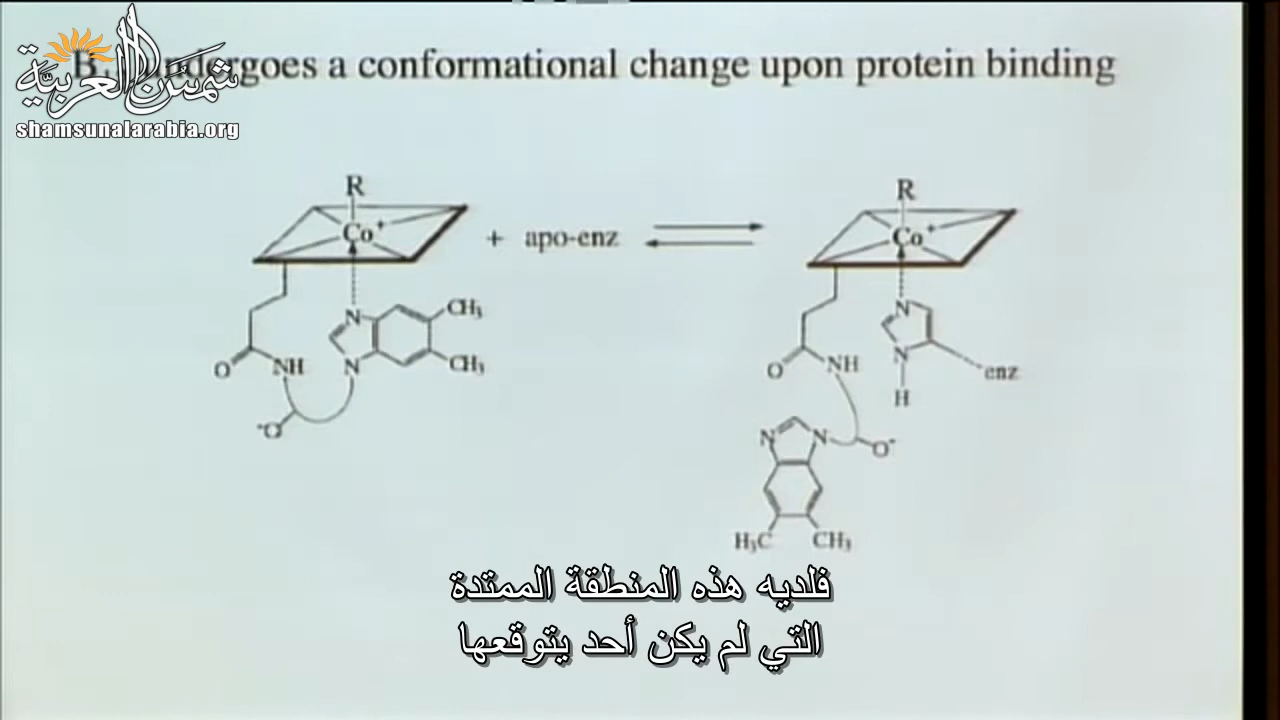 شمس العربية
shamsunalarabia.org
undergoes a conformational change upon protein binding
R
Co+
+ apo-enz
R
Co+
N
CH3
N
O
NH
N
CH3
N
H
enz
O
NH
-O
N
N
O-
H3C
CH3
فلديه هذه المنطقة الممتدة
التي لم يكن أحد يتوقعها